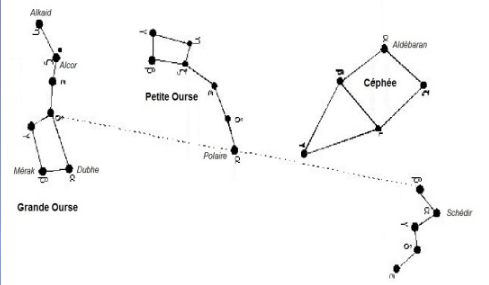 Alkaid
η
ζ
Alcor
ε
δ
γ
Mérak
β
α
Dubhe
Grande Ourse
γ
η
β
ζ
Petite Ourse
ε
δ
Polaire
α
α
Aldébaran
β
Céphée
ζ
ι
γ
β
α
Schédir
γ
δ
ε